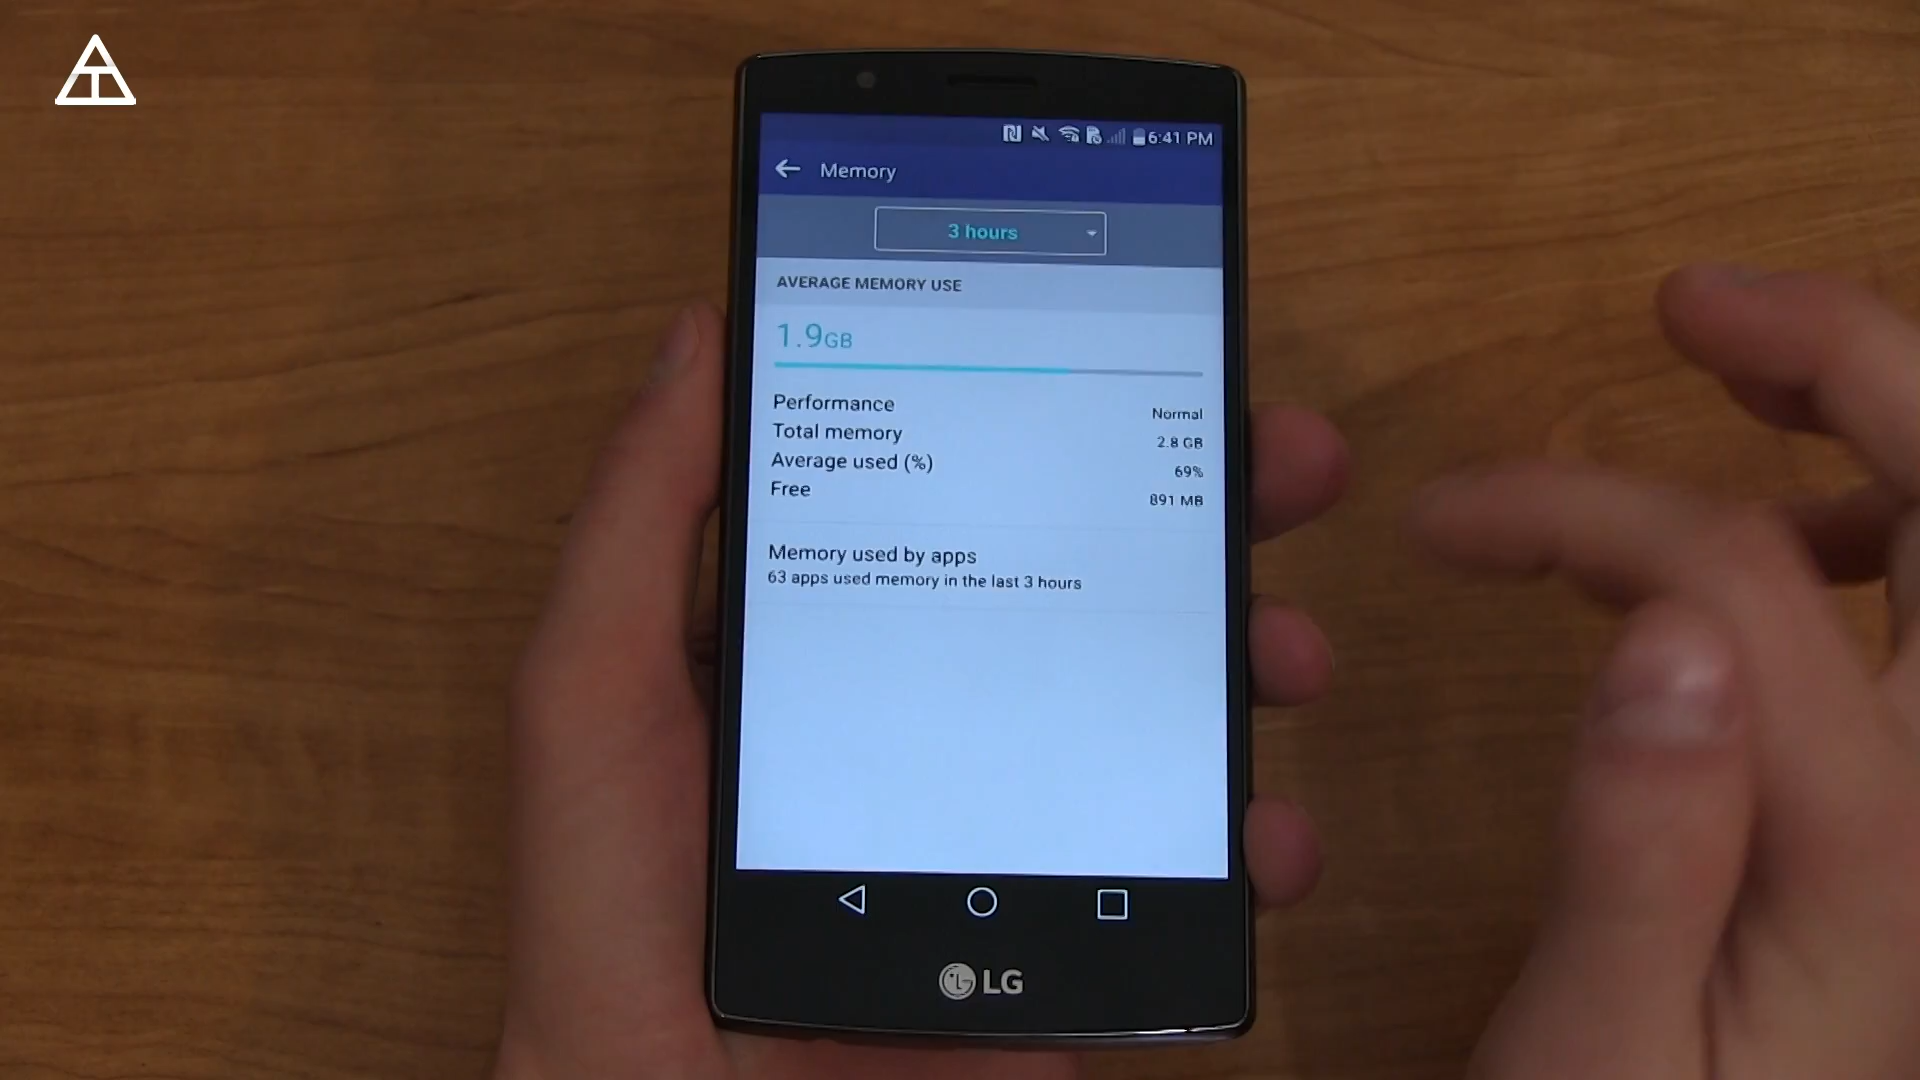 6:41 PM
Memory
3 hours
AVERAGE MEMORY USE
1.9GB
Performance Normal
Total memory 2.8 GB
Average used (%) 69%
Free 891 MB
Memory used by apps
63 apps used memory in the last 3 hours
LG